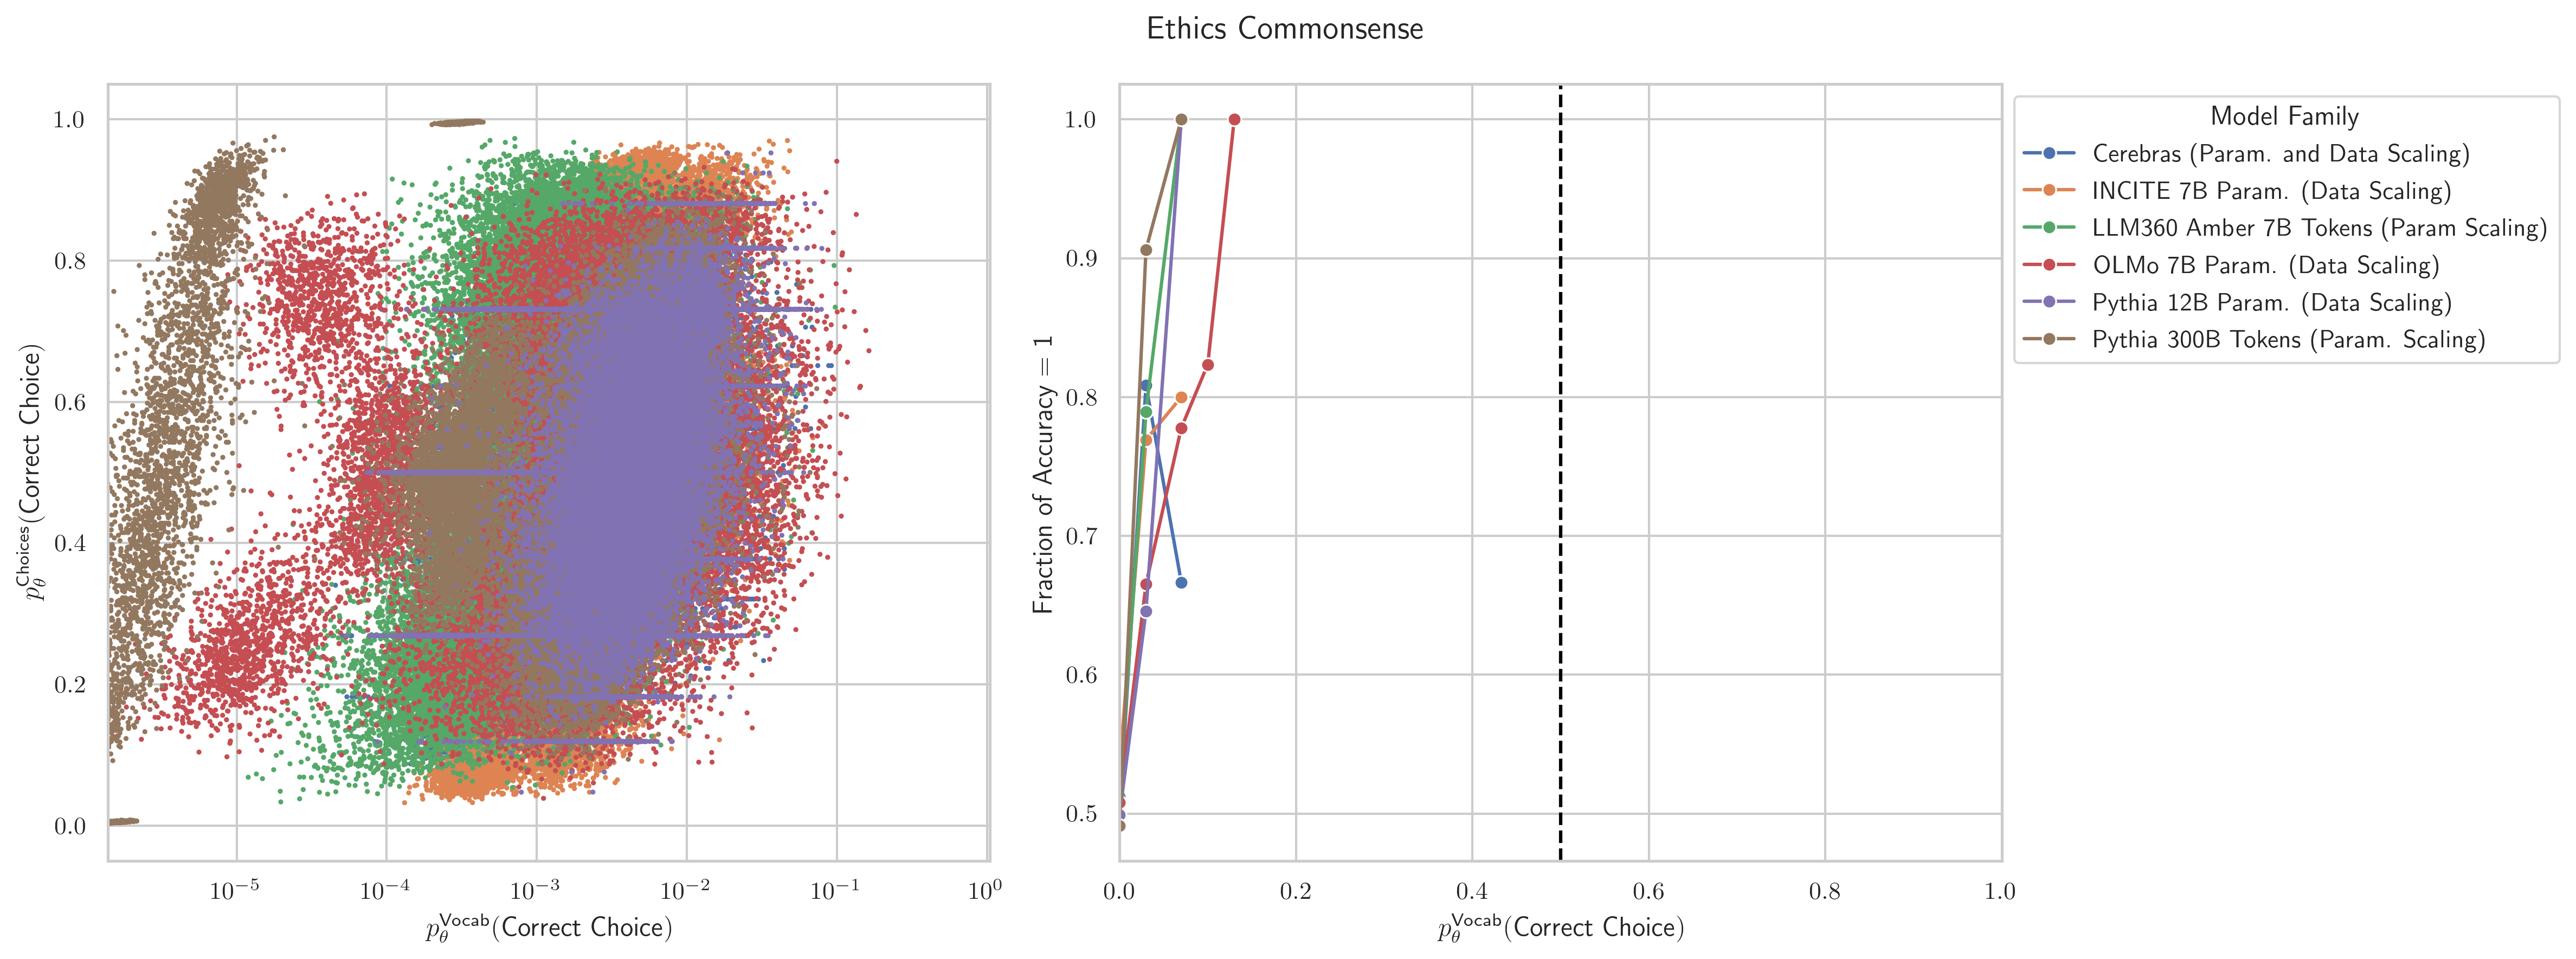 Ethics Commonsense
1.0
0.8
0.6
0.4
0.2
0.0
p_θ^Choices(Correct Choice)
10⁻⁵ 10⁻⁴ 10⁻³ 10⁻² 10⁻¹ 10⁰
p_θ^Vocab(Correct Choice)
1.0
0.9
0.8
0.7
0.6
0.5
Fraction of Accuracy = 1
0.0 0.2 0.4 0.6 0.8 1.0
p_θ^Vocab(Correct Choice)
Model Family
Cerebras (Param. and Data Scaling)
INCITE 7B Param. (Data Scaling)
LLM360 Amber 7B Tokens (Param Scaling)
OLMo 7B Param. (Data Scaling)
Pythia 12B Param. (Data Scaling)
Pythia 300B Tokens (Param. Scaling)